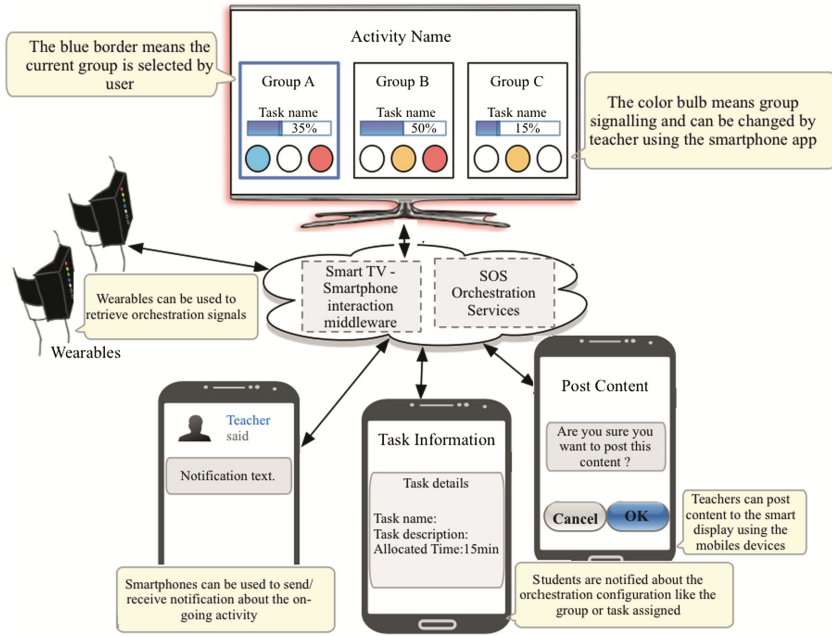 Activity Name
The blue border means the
current group is selected by
user
Group A
Group B
Group C
Task name
Task name
Task name
35%
50%
15%
The color bulb means group
signalling and can be changed by
teacher using the smartphone app
Smart TV -
Smartphone
interaction
middleware
SOS
Orchestration
Services
Wearables can be used to
retrieve orchestration signals
Wearables
Teacher
said
Notification text.
Smartphones can be used to send/
receive notification about the on-
going activity
Task Information
Task details
Task name:
Task description:
Allocated Time:15min
Post Content
Are you sure you
want to post this
content ?
Cancel
OK
Teachers can post
content to the smart
display using the
mobiles devices
Students are notified about the
orchestration configuration like the
group or task assigned